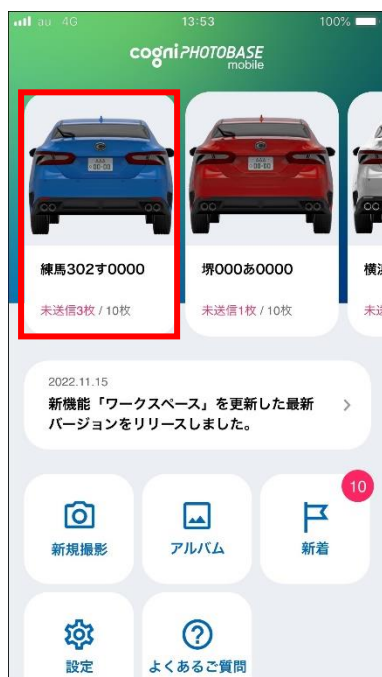 au 4G 13:53 100%
cogniPHOTOBASE
mobile
練馬302す0000
堺000あ0000
横
未送信3枚 / 10枚
未送信1枚 / 10枚
未送
2022.11.15
新機能「ワークスペース」を更新した最新
バージョンをリリースしました。
10
新規撮影
アルバム
新着
設定
よくあるご質問